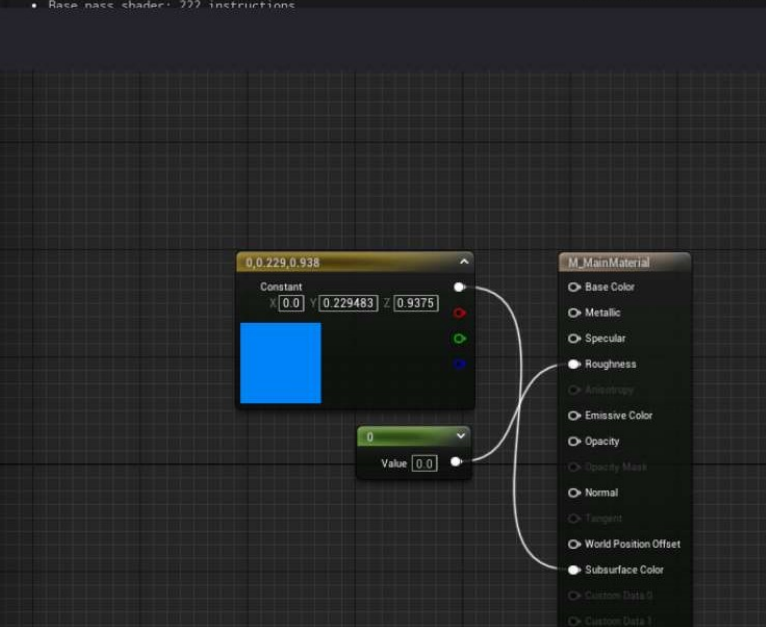 • Base pass shader: 222 instructions
0,0.229,0.938
Constant
X 0.0 Y 0.229483 Z 0.9375
0
Value 0.0
M_MainMaterial
Base Color
Metallic
Specular
Roughness
Anisotropy
Emissive Color
Opacity
Opacity Mask
Normal
Tangent
World Position Offset
Subsurface Color
Custom Data 0
Custom Data 1